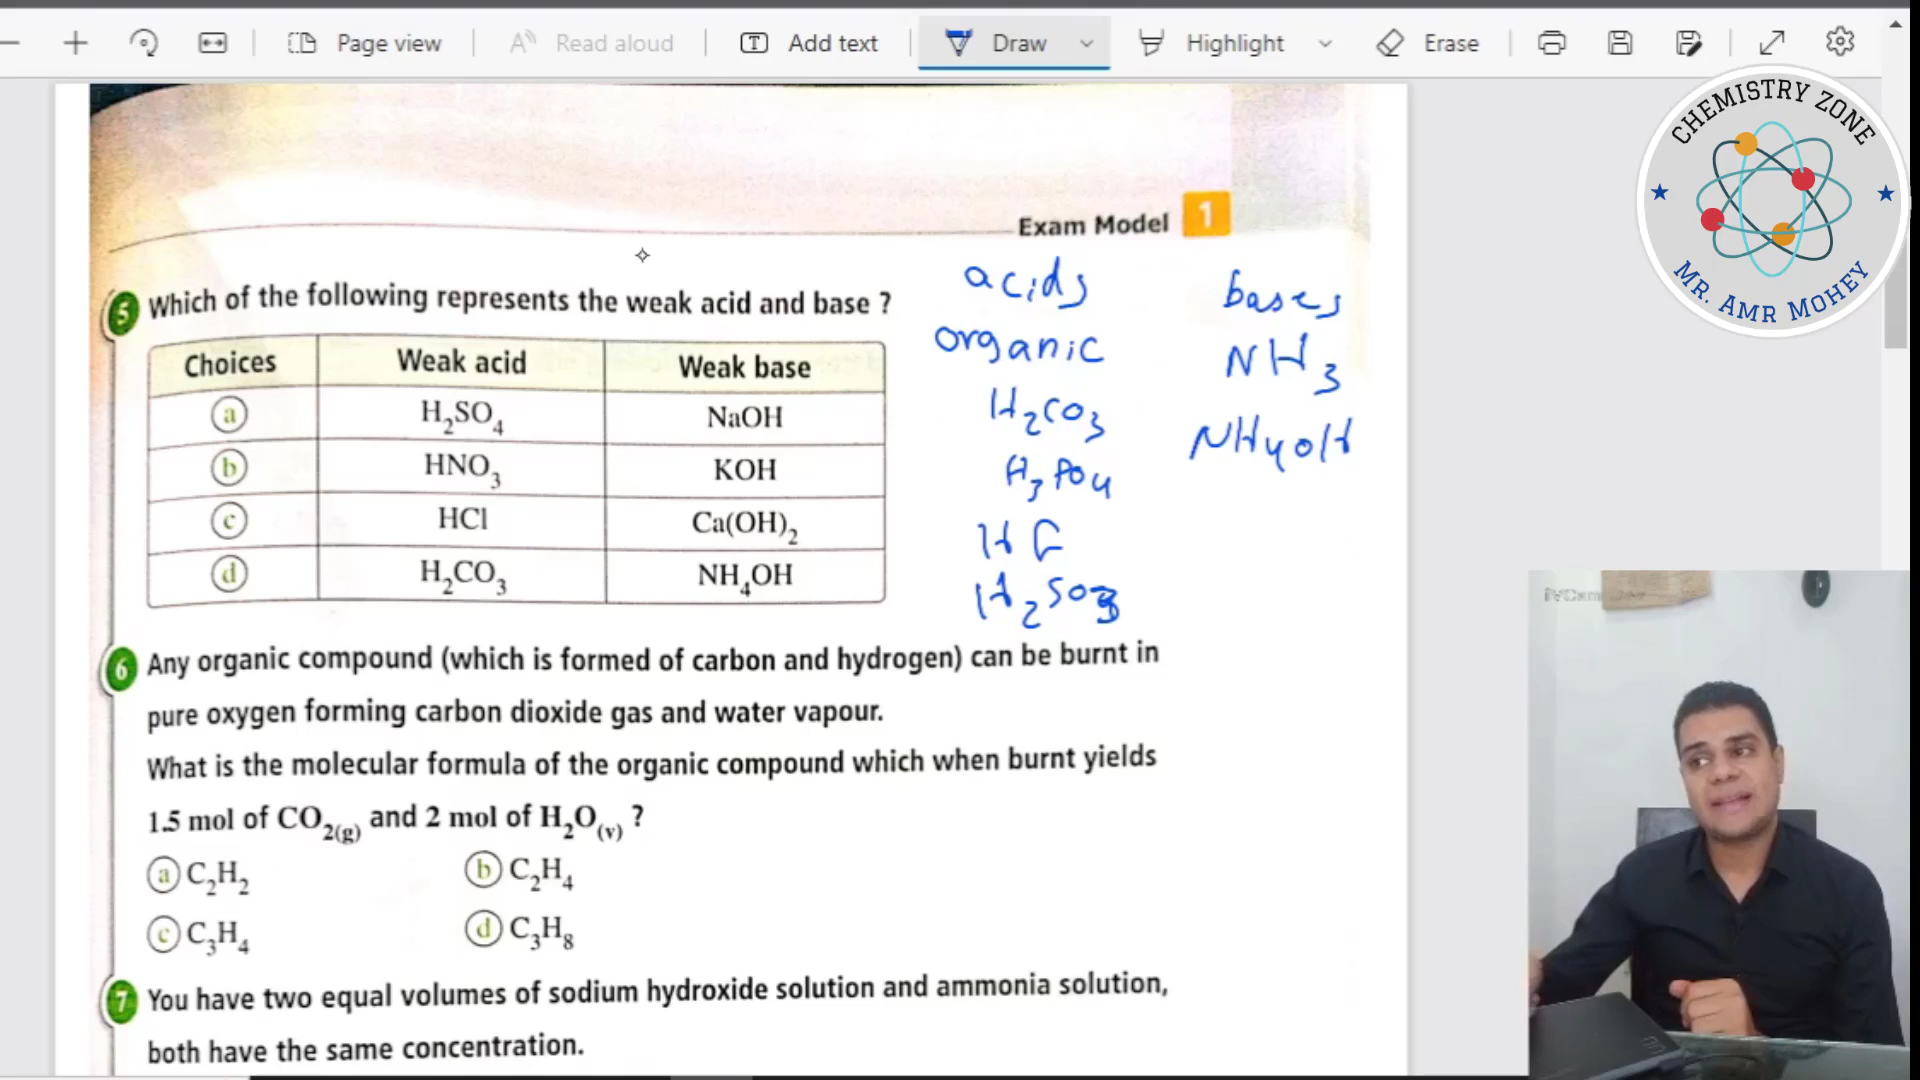 Page view
Read aloud
Add text
Draw
Highlight
Erase
CHEMISTRY ZONE
MR. AMR MOHEY
Exam Model 1
5 Which of the following represents the weak acid and base ?
Choices Weak acid Weak base
a H₂SO₄ NaOH
b HNO₃ KOH
c HCl Ca(OH)₂
d H₂CO₃ NH₄OH
acids
organic
H₂CO₃
H₃PO₄
HF
H₂SO₃
bases
NH₃
NH₄OH
6 Any organic compound (which is formed of carbon and hydrogen) can be burnt in
pure oxygen forming carbon dioxide gas and water vapour.
What is the molecular formula of the organic compound which when burnt yields
1.5 mol of CO₂(g) and 2 mol of H₂O(v) ?
a C₂H₂ b C₂H₄
c C₃H₄ d C₃H₈
7 You have two equal volumes of sodium hydroxide solution and ammonia solution,
both have the same concentration.